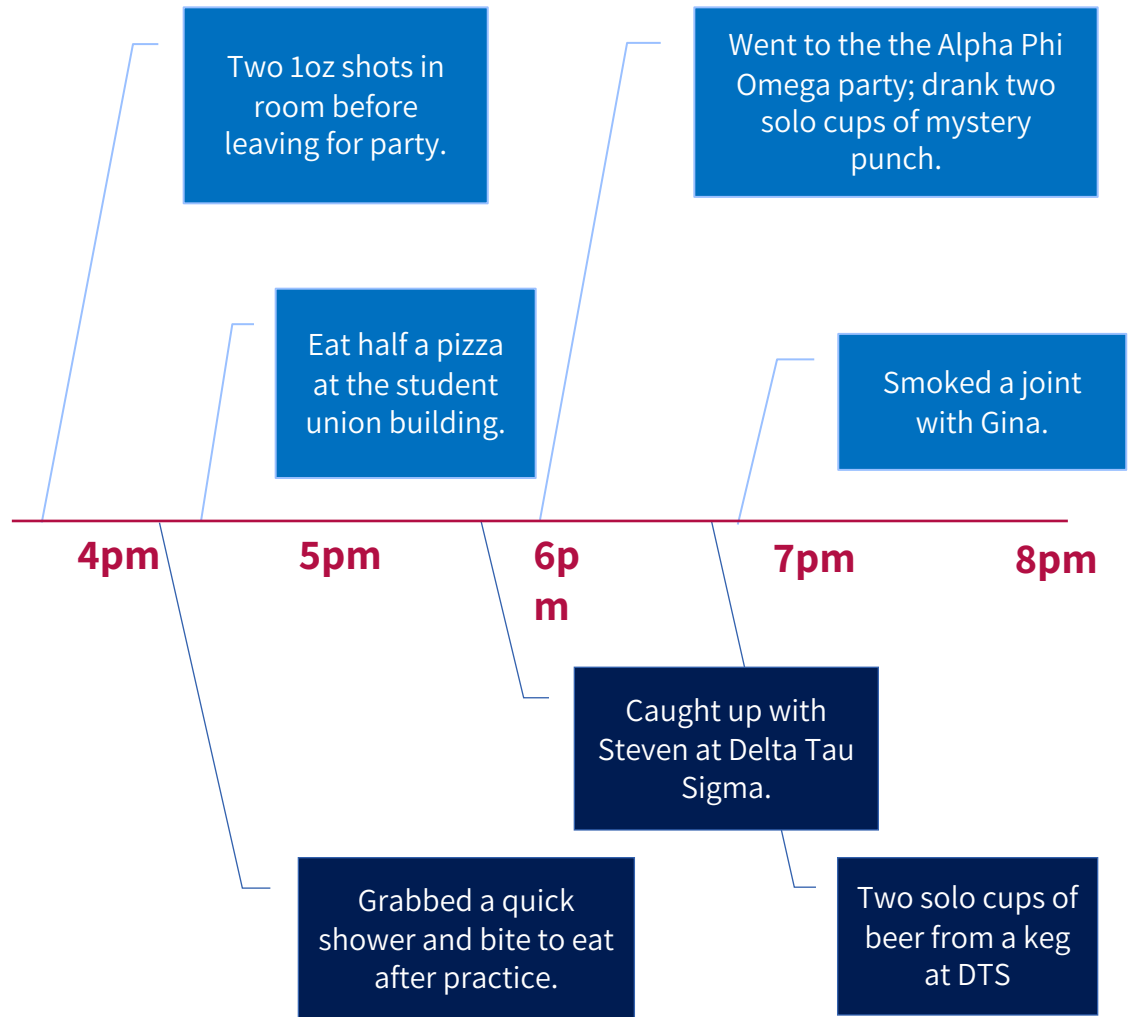 Two 1oz shots in
room before
leaving for party.
Went to the the Alpha Phi
Omega party; drank two
solo cups of mystery
punch.
Eat half a pizza
at the student
union building.
Smoked a joint
with Gina.
4pm
5pm
6p
m
7pm
8pm
Caught up with
Steven at Delta Tau
Sigma.
Grabbed a quick
shower and bite to eat
after practice.
Two solo cups of
beer from a keg
at DTS